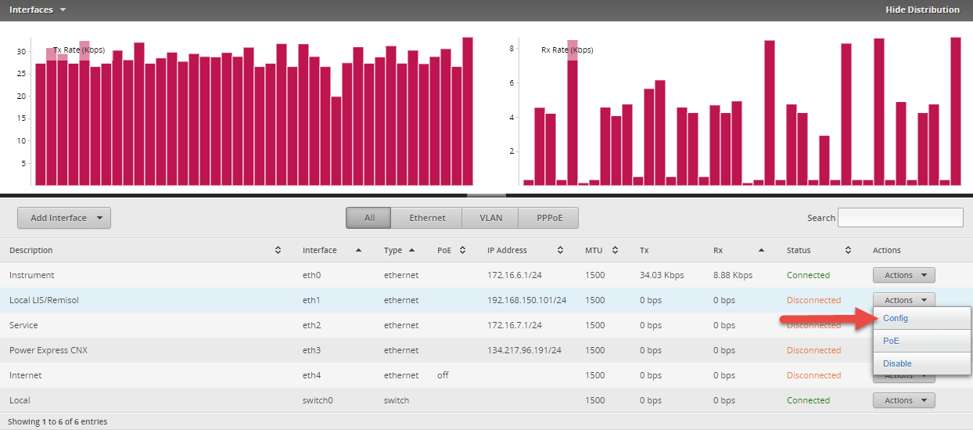 Interfaces Hide Distribution
Tx Rate (Kbps) Rx Rate (Kbps)
30 25 20 15 10 5
8 6 4 2
Add Interface All Ethernet VLAN PPPoE Search
Description Interface Type PoE IP Address MTU Tx Rx Status Actions
Instrument eth0 ethernet 172.16.6.1/24 1500 34.03 Kbps 8.88 Kbps Connected Actions
Local LIS/Remisol eth1 ethernet 192.168.150.101/24 1500 0 bps 0 bps Disconnected Actions
Service eth2 ethernet 172.16.7.1/24 1500 0 bps 0 bps Disconnected Config
Power Express CNX eth3 ethernet 134.217.96.191/24 1500 0 bps 0 bps Disconnected PoE
Disable
Internet eth4 ethernet off 1500 0 bps 0 bps Disconnected Actions
Local switch0 switch 1500 0 bps 0 bps Connected Actions
Showing 1 to 6 of 6 entries